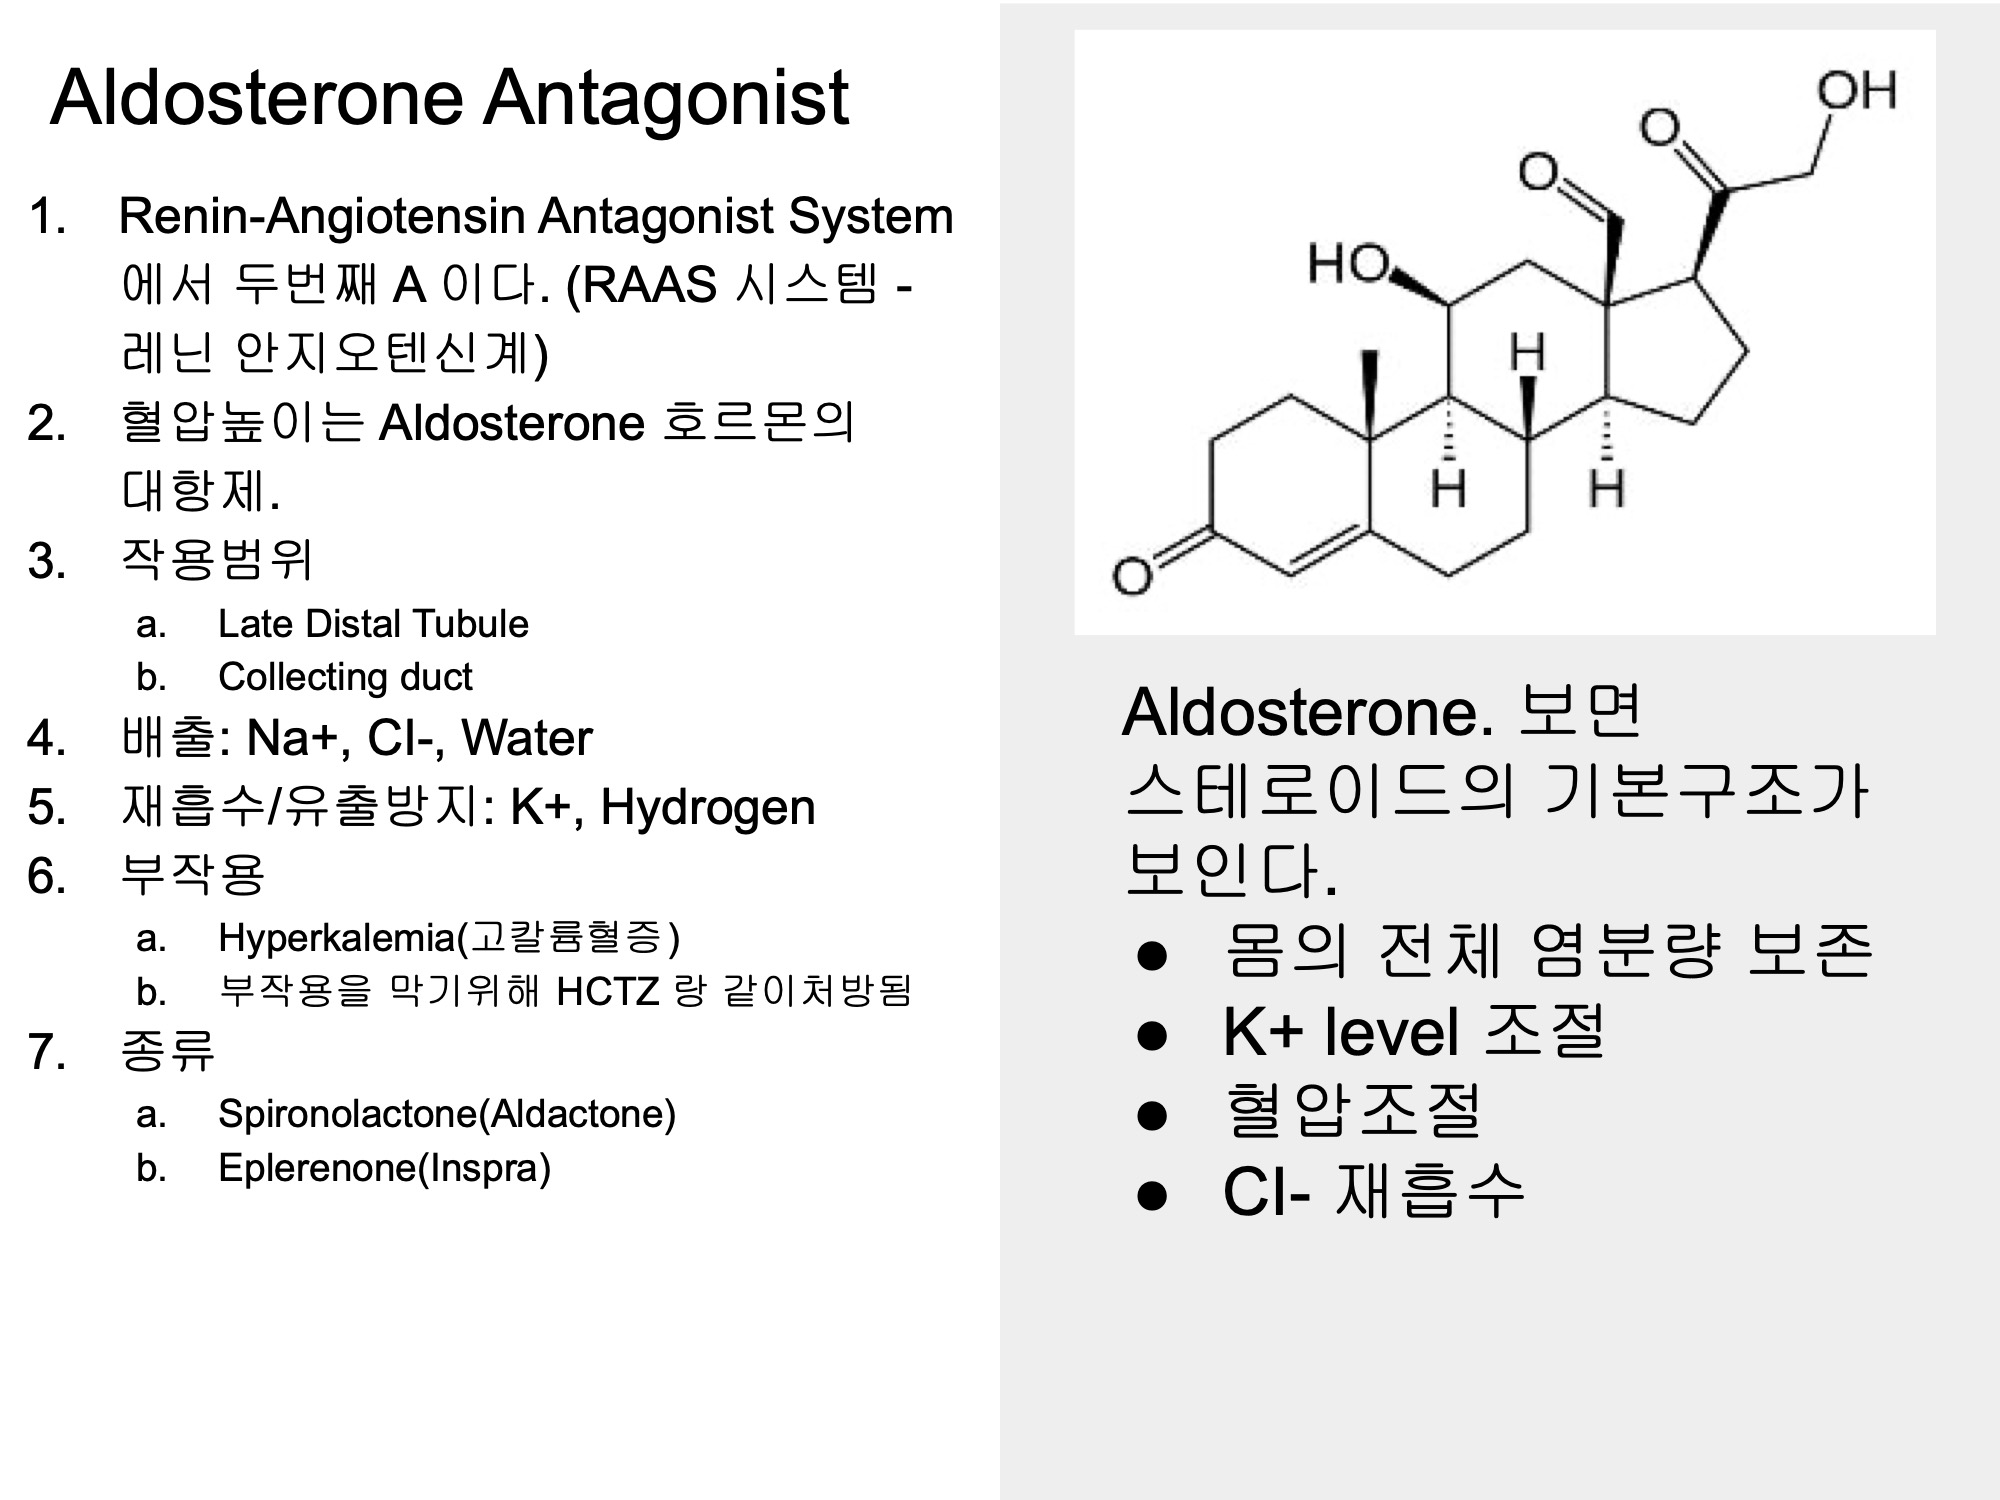 Aldosterone Antagonist
1. Renin-Angiotensin Antagonist System
에서 두번째 A 이다. (RAAS 시스템 -
레닌 안지오텐신계)
2. 혈압높이는 Aldosterone 호르몬의
대항제.
3. 작용범위
a. Late Distal Tubule
b. Collecting duct
4. 배출: Na+, Cl-, Water
5. 재흡수/유출방지: K+, Hydrogen
6. 부작용
a. Hyperkalemia(고칼륨혈증)
b. 부작용을 막기위해 HCTZ 랑 같이처방됨
7. 종류
a. Spironolactone(Aldactone)
b. Eplerenone(Inspra)
OH
O
O
HO
H
H
H
O
Aldosterone. 보면
스테로이드의 기본구조가
보인다.
● 몸의 전체 염분량 보존
● K+ level 조절
● 혈압조절
● Cl- 재흡수